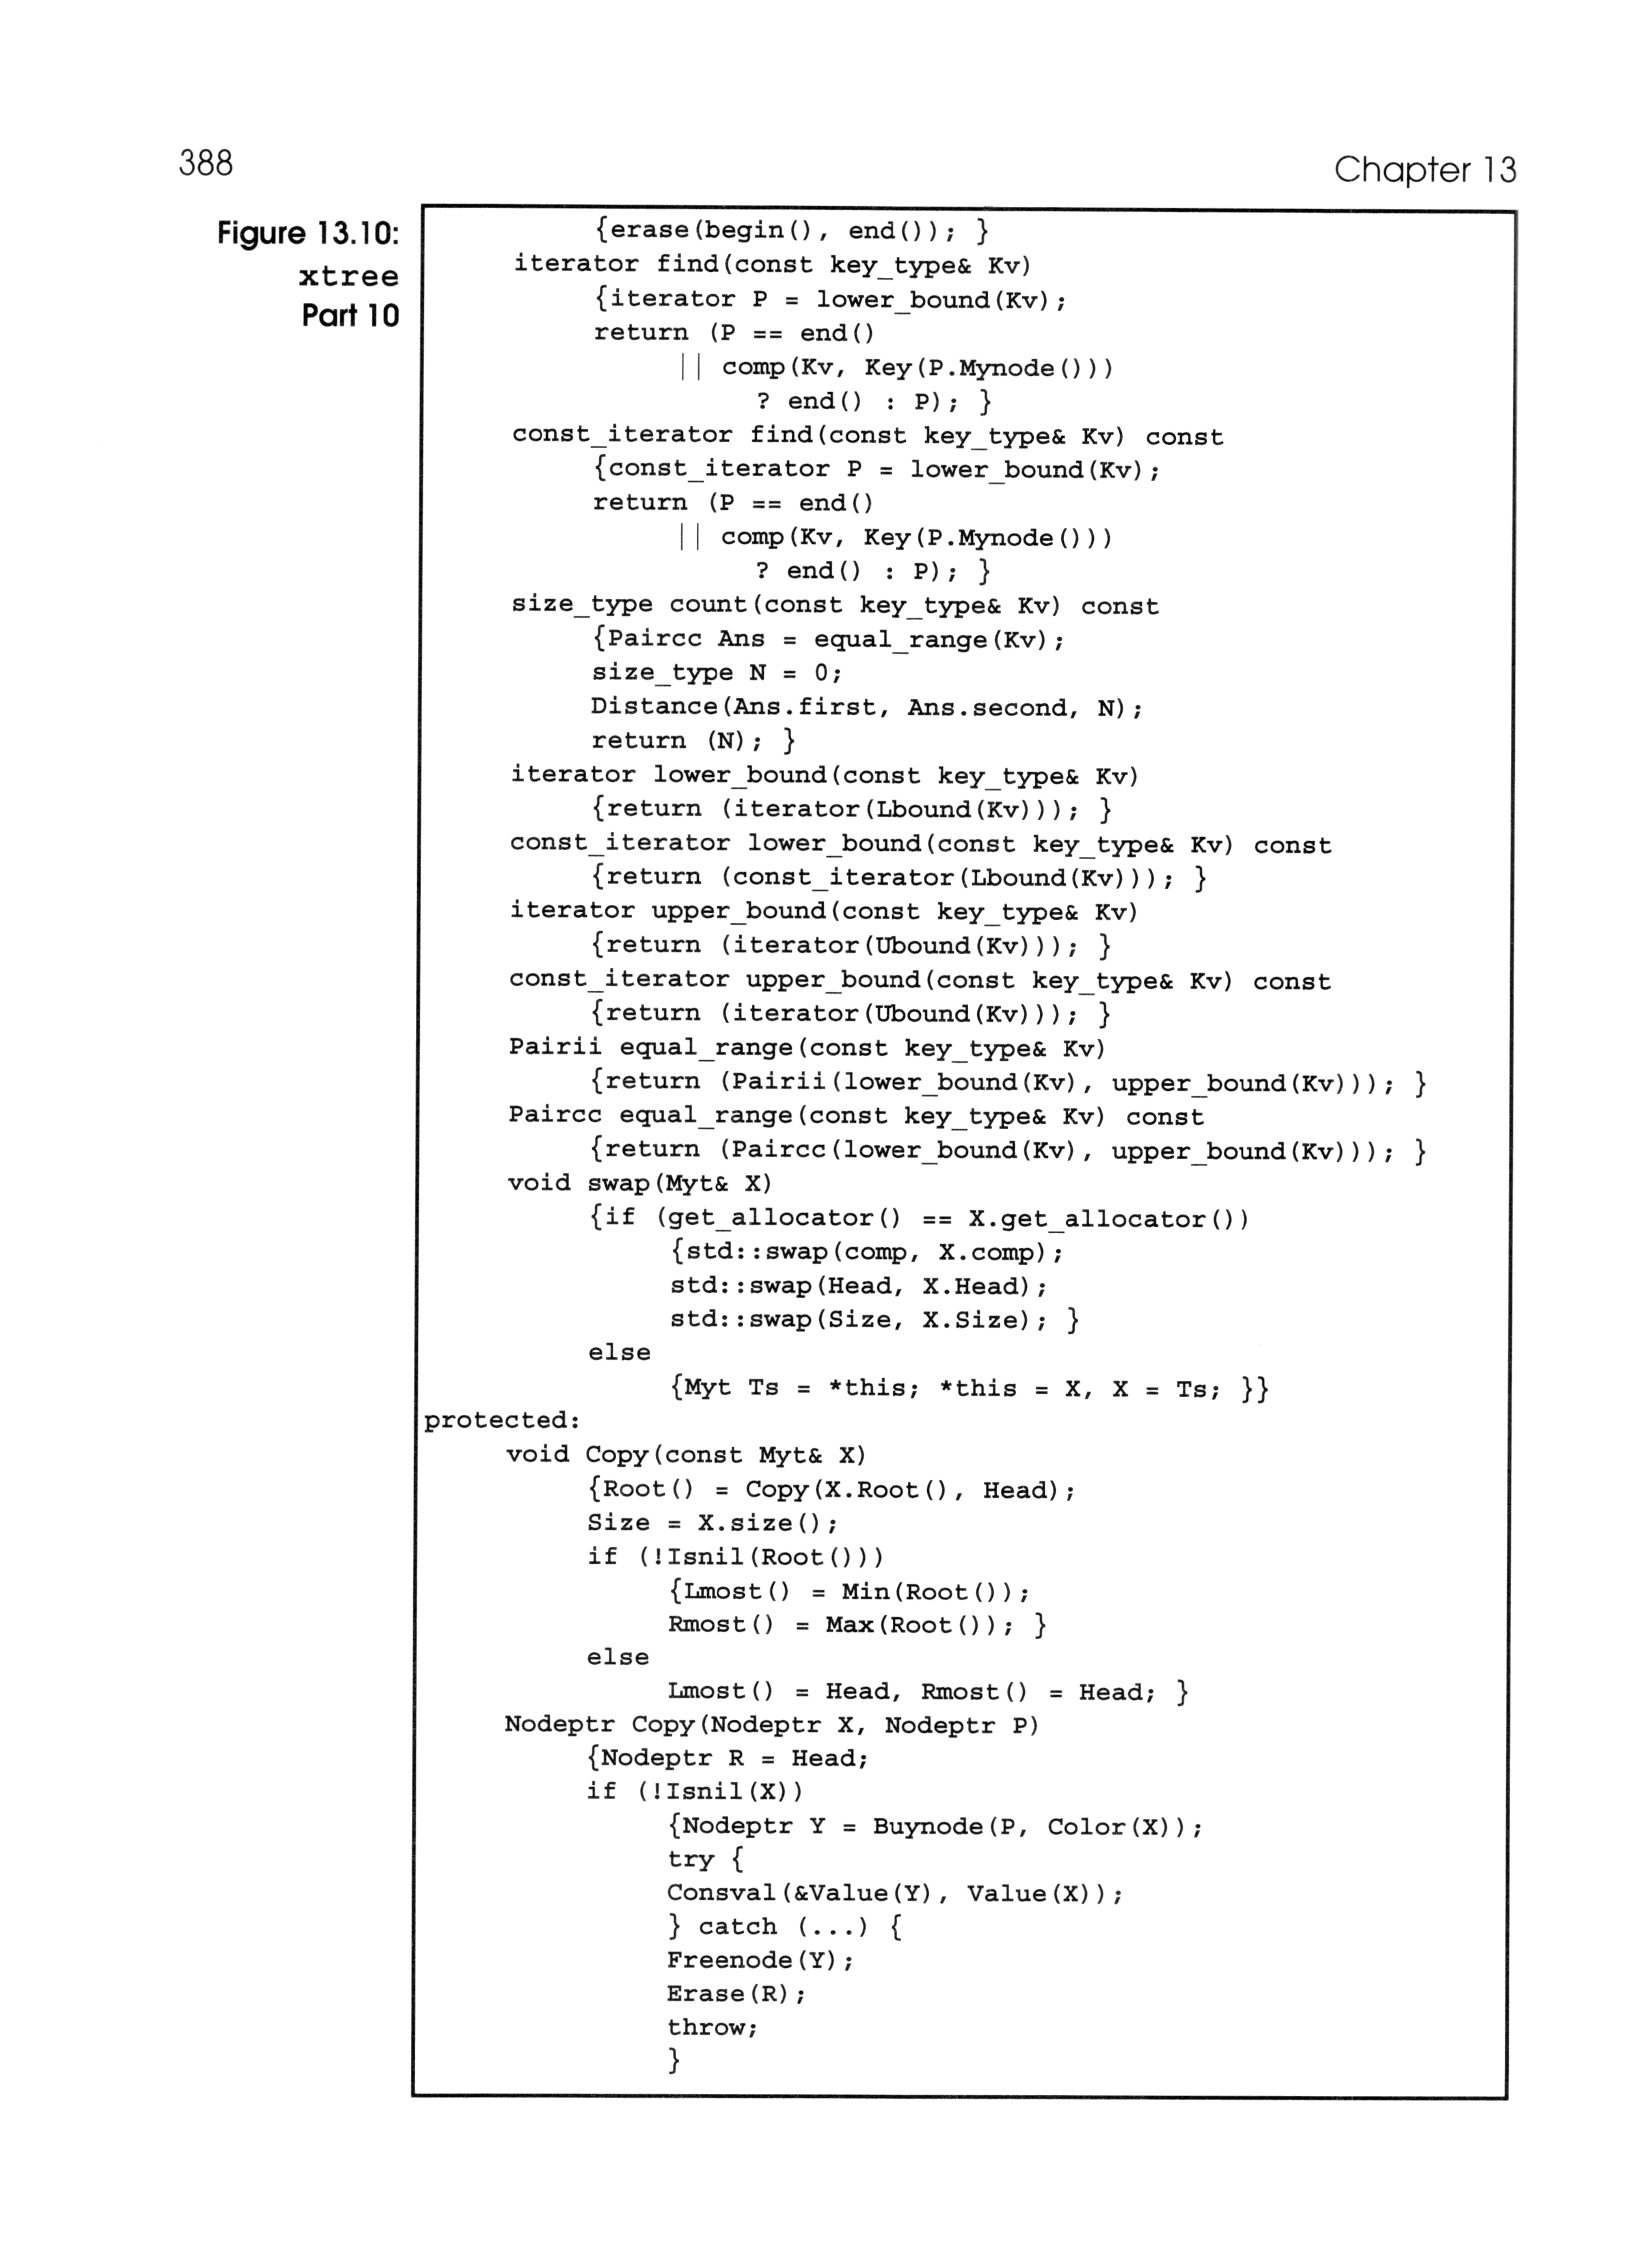 388
Chapter 13
Figure 13.10:
xtree
Part 10
{erase(begin(), end()); }
iterator find(const key_type& Kv)
{iterator P = lower_bound(Kv);
return (P == end()
|| comp(Kv, Key(P.Mynode()))
? end() : P); }
const_iterator find(const key_type& Kv) const
{const_iterator P = lower_bound(Kv);
return (P == end()
|| comp(Kv, Key(P.Mynode()))
? end() : P); }
size_type count(const key_type& Kv) const
{Paircc Ans = equal_range(Kv);
size_type N = 0;
Distance(Ans.first, Ans.second, N);
return (N); }
iterator lower_bound(const key_type& Kv)
{return (iterator(Lbound(Kv))); }
const_iterator lower_bound(const key_type& Kv) const
{return (const_iterator(Lbound(Kv))); }
iterator upper_bound(const key_type& Kv)
{return (iterator(Ubound(Kv))); }
const_iterator upper_bound(const key_type& Kv) const
{return (iterator(Ubound(Kv))); }
Pairii equal_range(const key_type& Kv)
{return (Pairii(lower_bound(Kv), upper_bound(Kv))); }
Paircc equal_range(const key_type& Kv) const
{return (Paircc(lower_bound(Kv), upper_bound(Kv))); }
void swap(Myt& X)
{if (get_allocator() == X.get_allocator())
{std::swap(comp, X.comp);
std::swap(Head, X.Head);
std::swap(Size, X.Size); }
else
{Myt Ts = *this; *this = X, X = Ts; }}
protected:
void Copy(const Myt& X)
{Root() = Copy(X.Root(), Head);
Size = X.size();
if (!Isnil(Root()))
{Lmost() = Min(Root());
Rmost() = Max(Root()); }
else
Lmost() = Head, Rmost() = Head; }
Nodeptr Copy(Nodeptr X, Nodeptr P)
{Nodeptr R = Head;
if (!Isnil(X))
{Nodeptr Y = Buynode(P, Color(X));
try {
Consval(&Value(Y), Value(X));
} catch (...) {
Freenode(Y);
Erase(R);
throw;
}